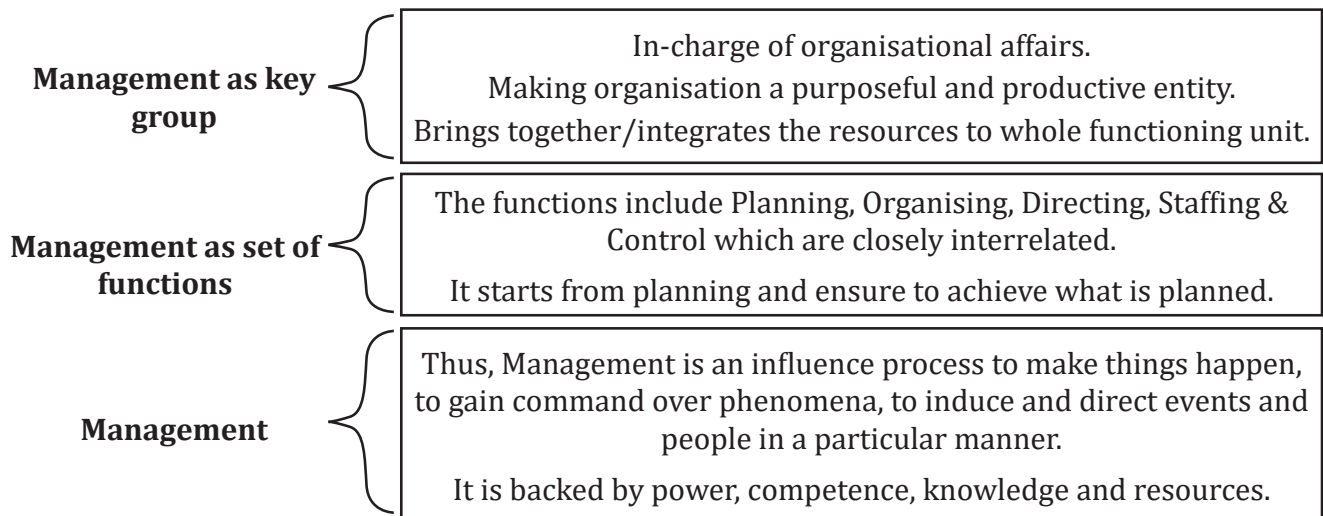 Management as key
group
In-charge of organisational affairs.
Making organisation a purposeful and productive entity.
Brings together/integrates the resources to whole functioning unit.
Management as set of
functions
The functions include Planning, Organising, Directing, Staffing &
Control which are closely interrelated.
It starts from planning and ensure to achieve what is planned.
Management
Thus, Management is an influence process to make things happen,
to gain command over phenomena, to induce and direct events and
people in a particular manner.
It is backed by power, competence, knowledge and resources.